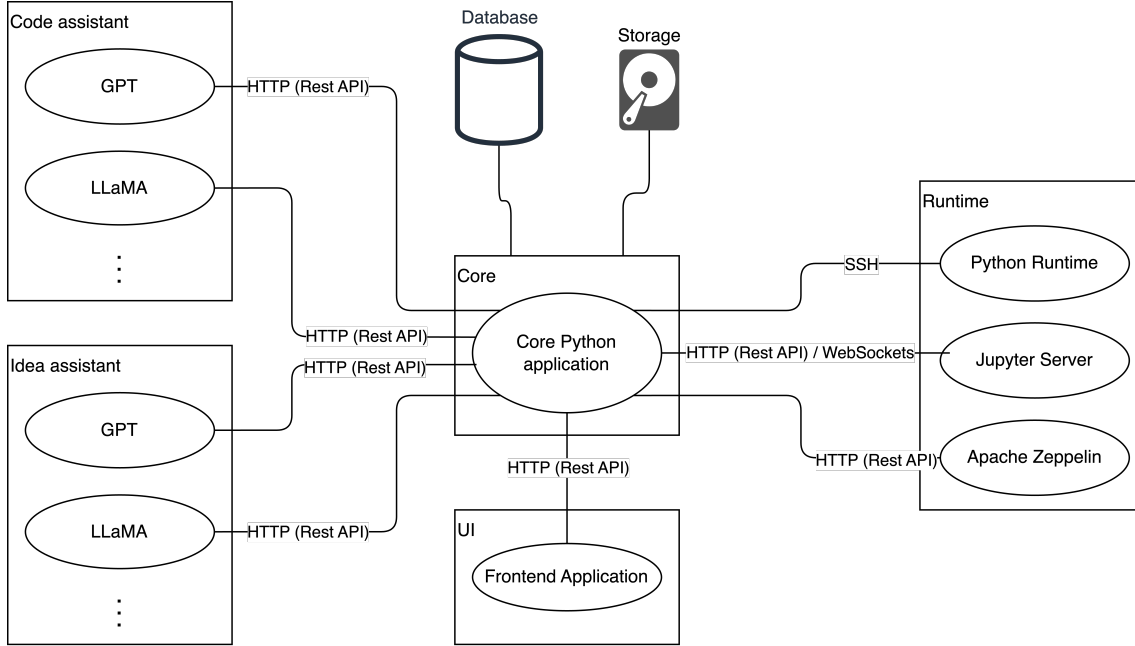 Code assistant
GPT
HTTP (Rest API)
LLaMA
HTTP (Rest API)
Idea assistant
GPT
HTTP (Rest API)
LLaMA
HTTP (Rest API)
Database
Storage
Core
Core Python
application
HTTP (Rest API)
UI
Frontend Application
Runtime
SSH
Python Runtime
HTTP (Rest API) / WebSockets
Jupyter Server
HTTP (Rest API)
Apache Zeppelin